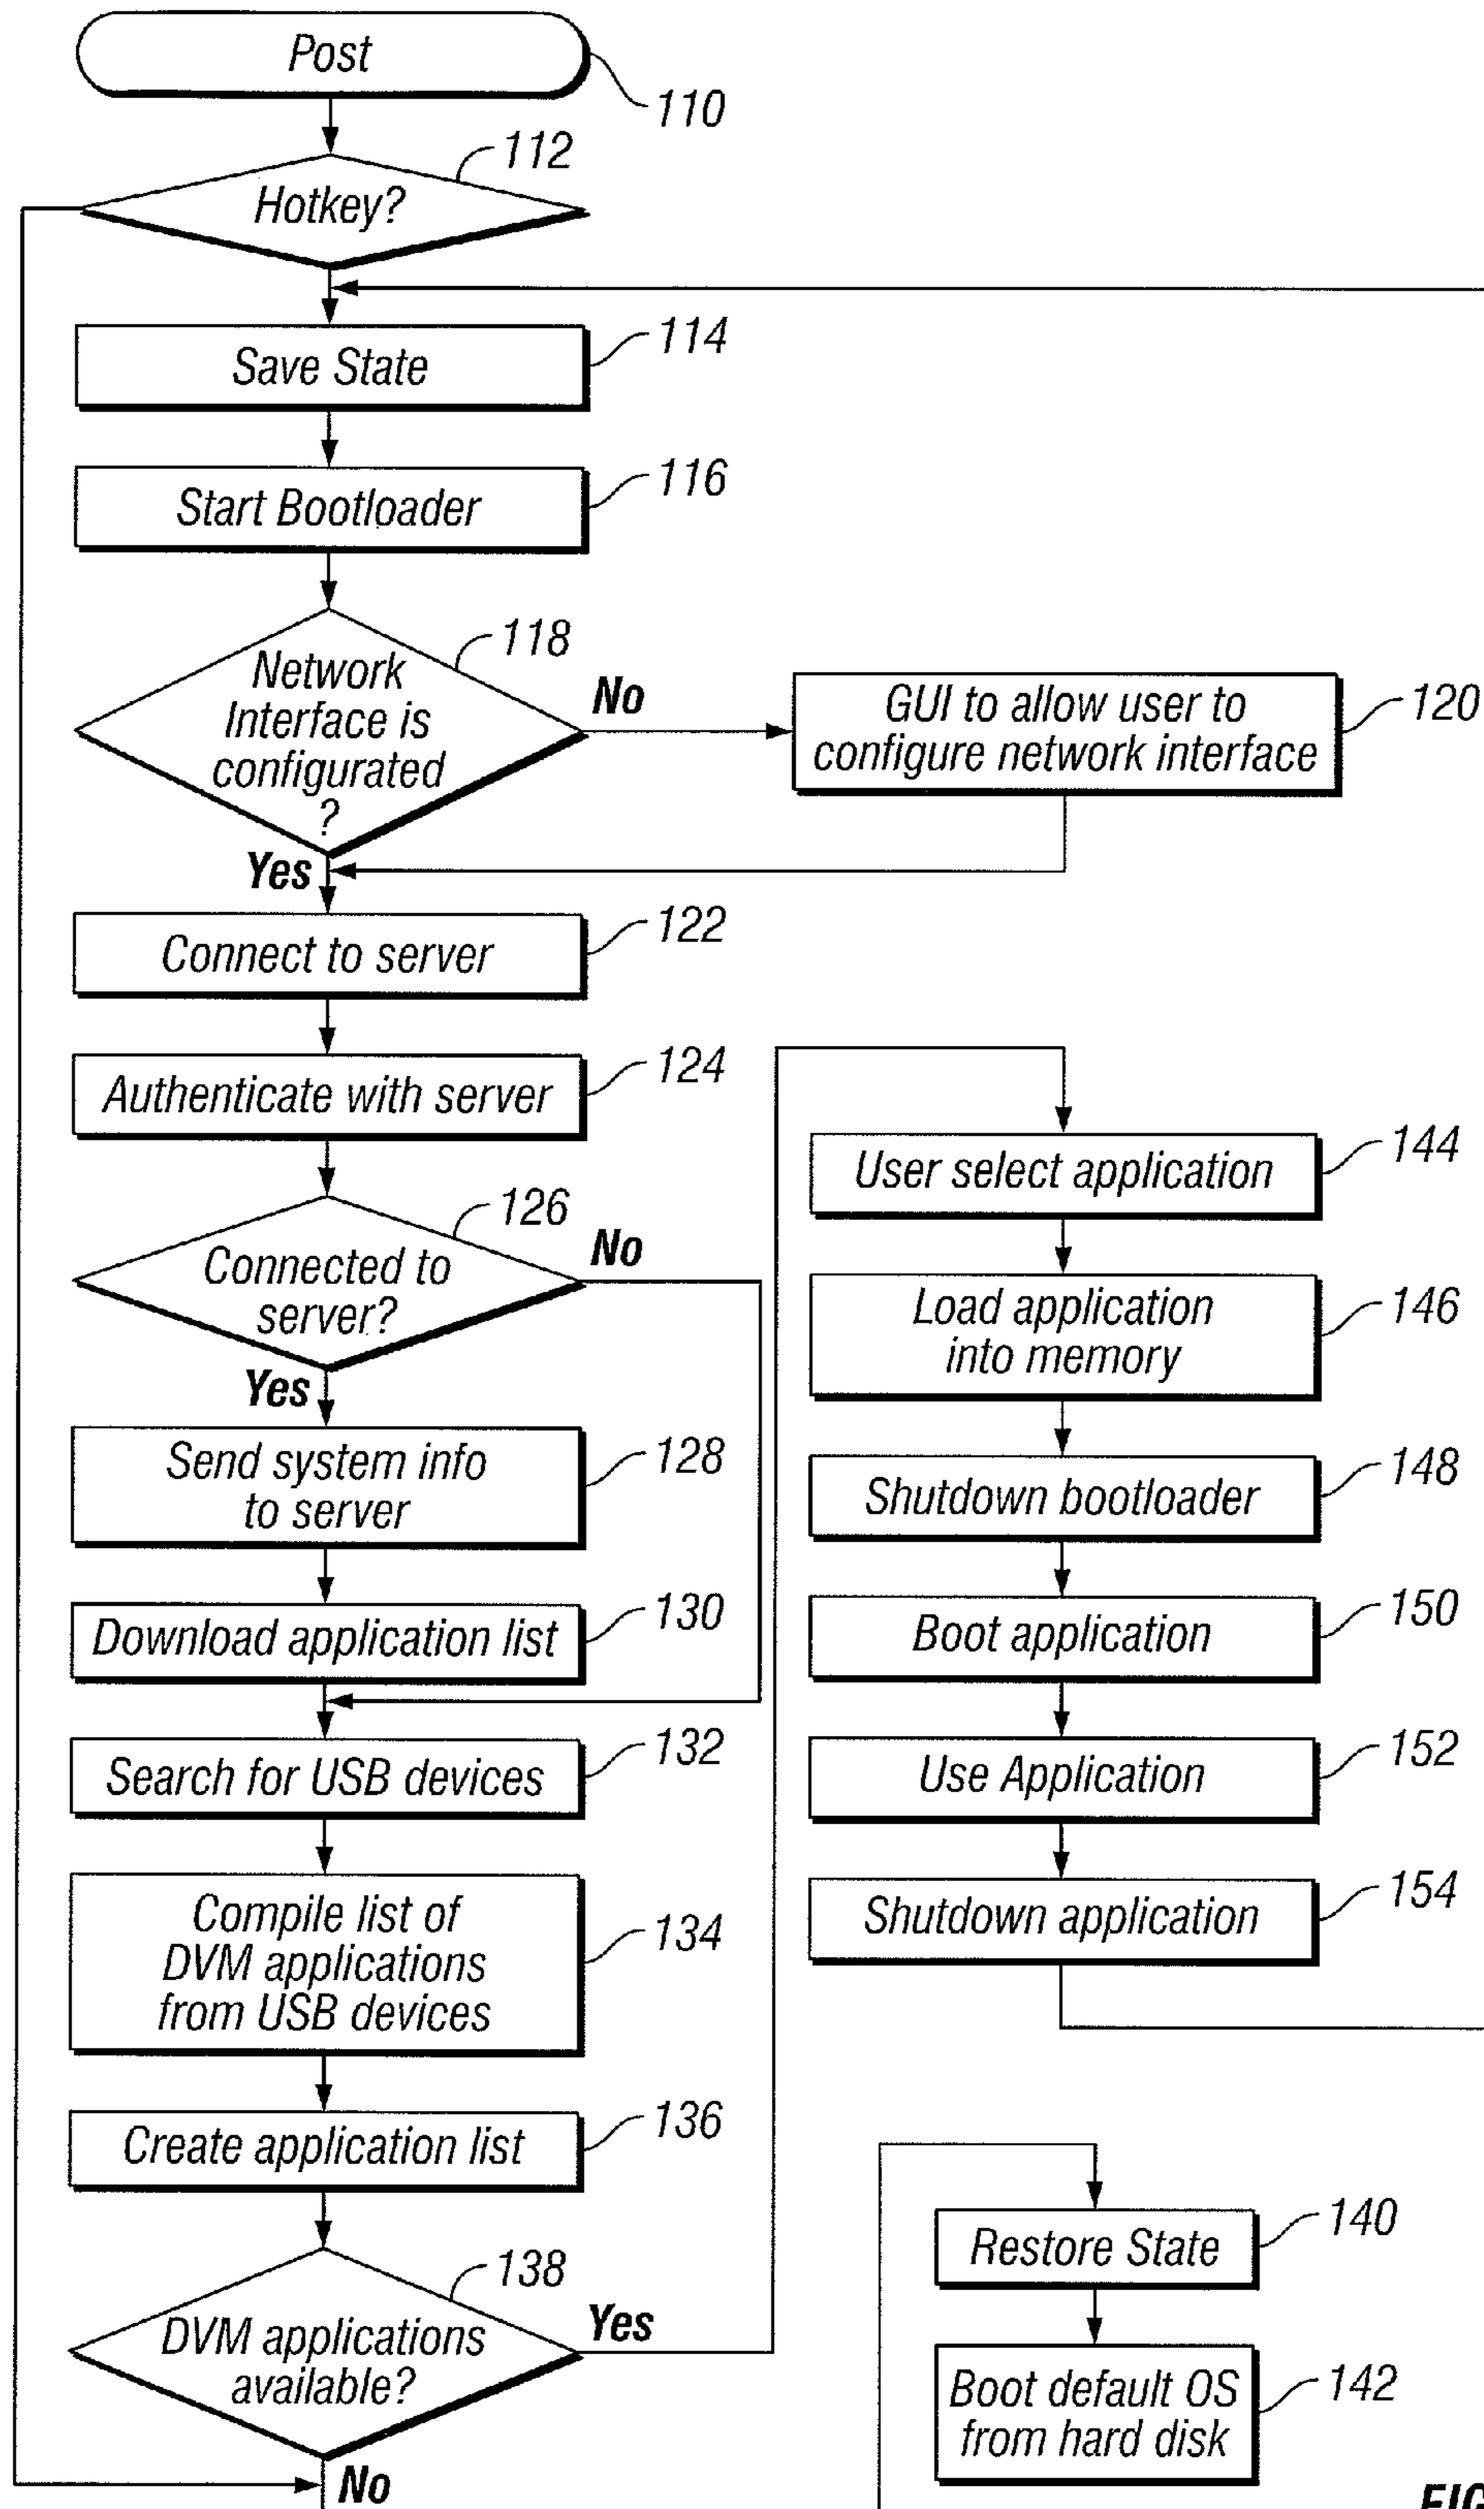 Post
110
112
Hotkey?
114
Save State
116
Start Bootloader
118
Network
Interface is
configurated
?
No
GUI to allow user to
configure network interface
120
Yes
122
Connect to server
124
Authenticate with server
126
Connected to
server?
No
Yes
128
Send system info
to server
130
Download application list
132
Search for USB devices
134
Compile list of
DVM applications
from USB devices
136
Create application list
138
DVM applications
available?
Yes
No
144
User select application
146
Load application
into memory
148
Shutdown bootloader
150
Boot application
152
Use Application
154
Shutdown application
140
Restore State
142
Boot default OS
from hard disk
FIG